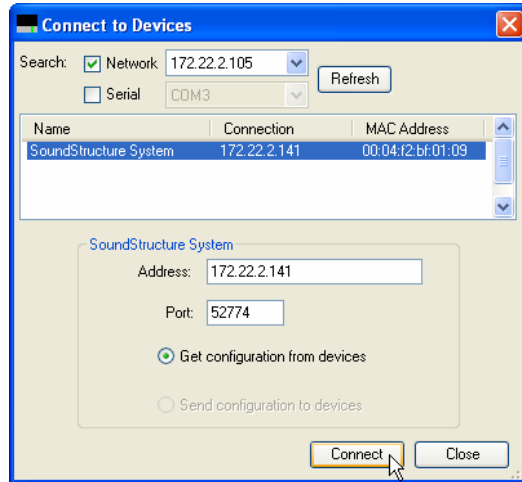 Connect to Devices
Search: Network 172.22.2.105 Refresh
Serial COM3
Name Connection MAC Address
SoundStructure System 172.22.2.141 00:04:f2:bf:01:09
SoundStructure System
Address: 172.22.2.141
Port: 52774
Get configuration from devices
Send configuration to devices
Connect Close